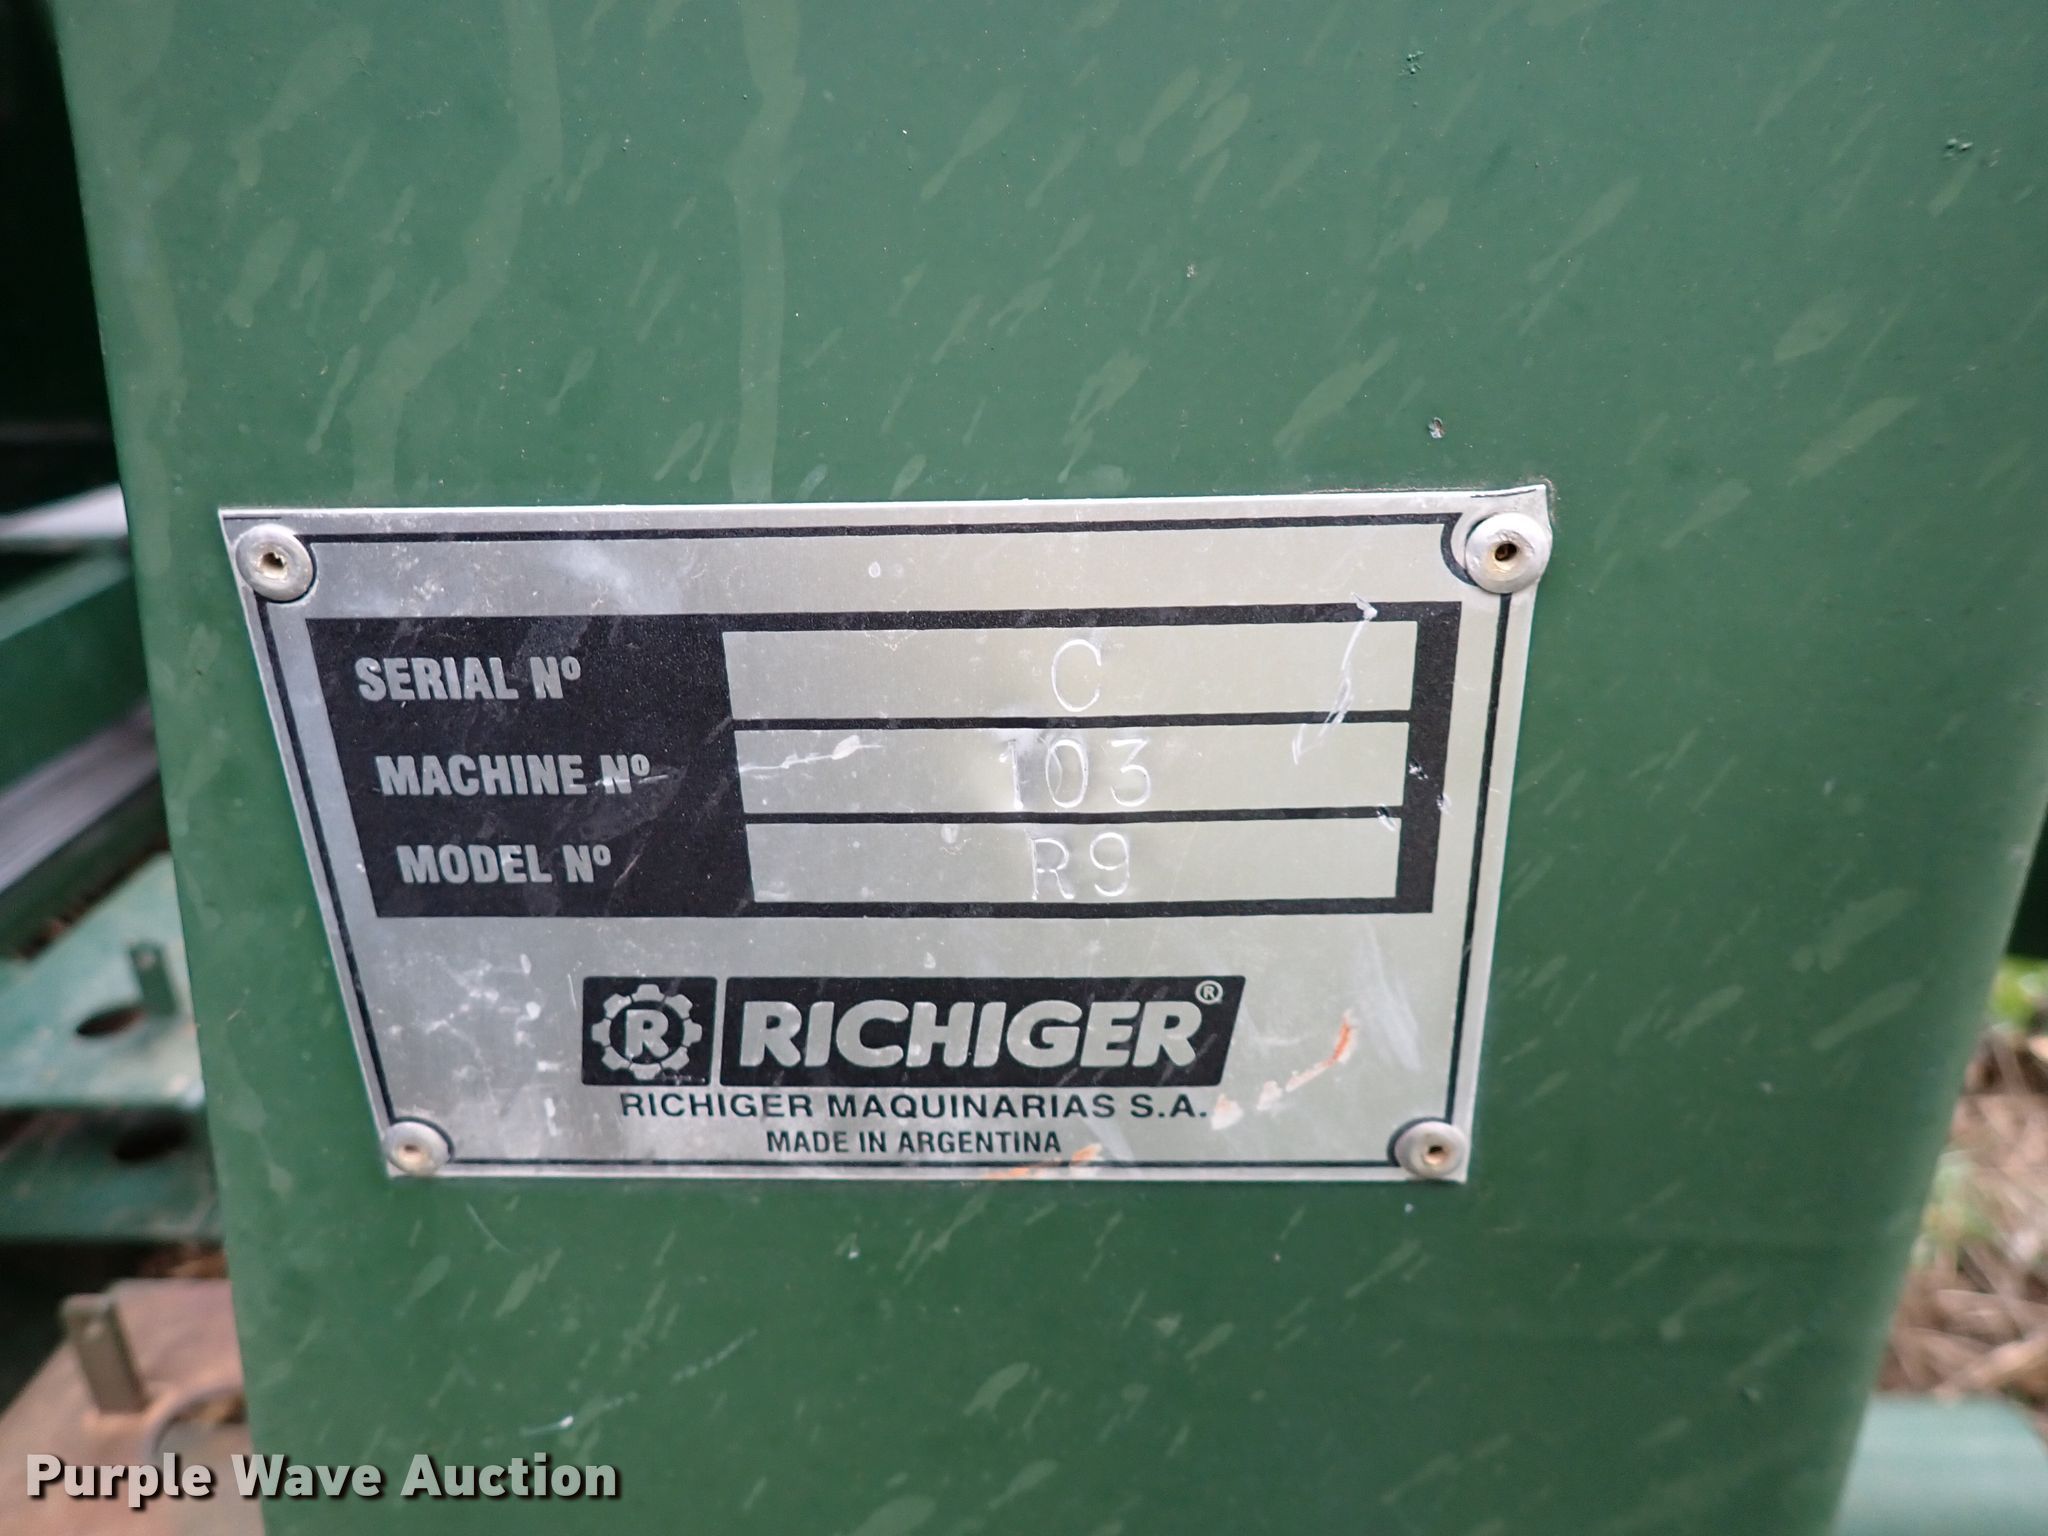 SERIAL Nº C
MACHINE Nº 103
MODEL Nº R9
R RICHIGER ®
RICHIGER MAQUINARIAS S.A.
MADE IN ARGENTINA
Purple Wave Auction